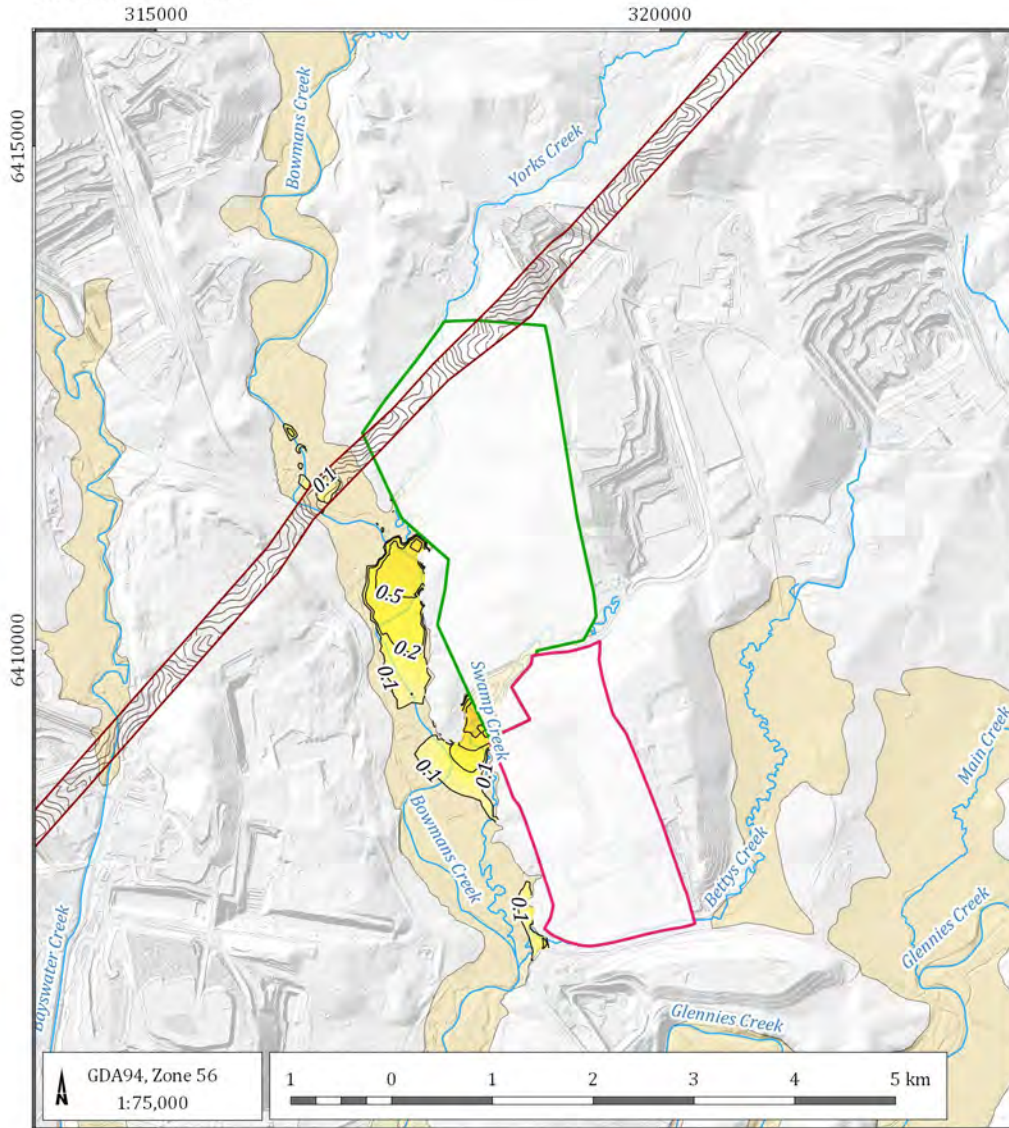 315000
320000
6415000
Bowmans Creek
Yorks Creek
0.1
0.5
6410000
0.2
0.1
Swamp Creek
0.1
0.1
Main Creek
Bowmans Creek
Bettys Creek
0.1
Glennies Creek
Bayswater Creek
Glennies Creek
GDA94, Zone 56
1:75,000
1
0
1
2
3
4
5 km